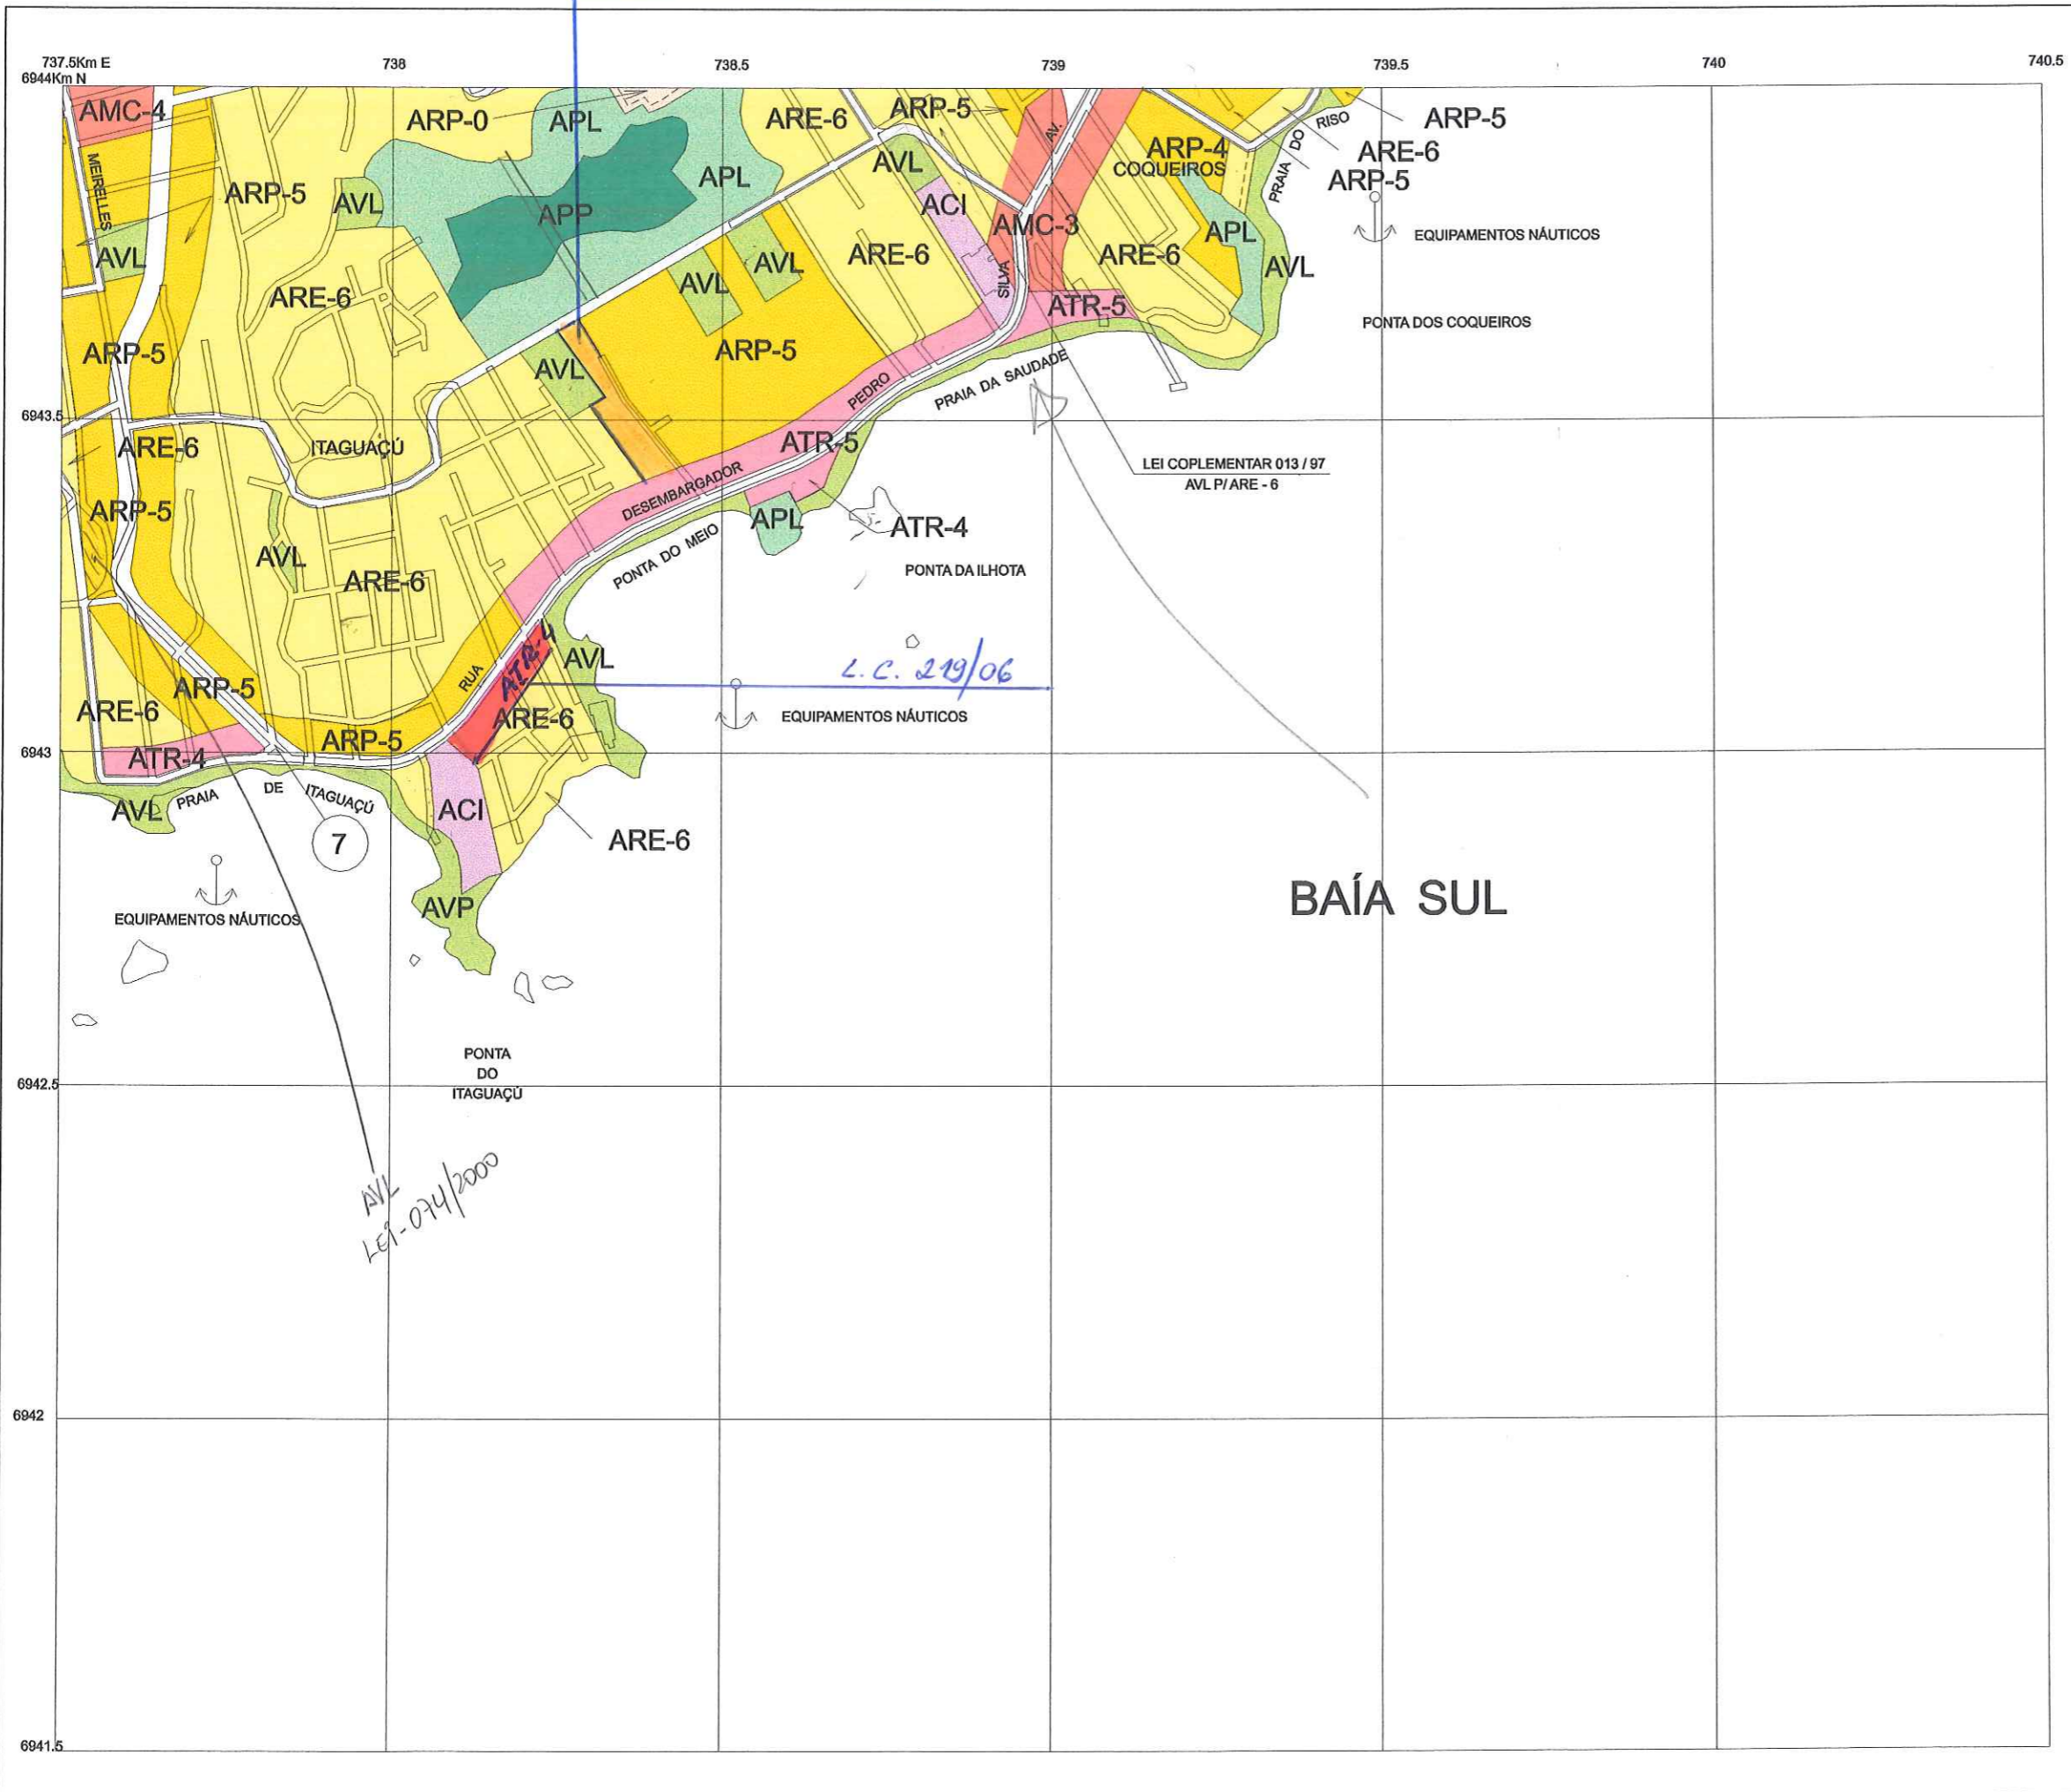 737.5Km E
738
738.5
739
739.5
740
740.5
6944Km N
AMC-4
ARP-0
APL
ARE-6
ARP-5
AV.
RISO
ARP-5
MEIRELLES
ARP-5
AVL
APL
AVL
ARP-4
COQUEIROS
PRAIA DO
ARE-6
ARP-5
APP
ACI
AMC-3
APL
EQUIPAMENTOS NÁUTICOS
AVL
AVL
AVL
ARE-6
SILVA
ARE-6
AVL
ARE-6
ATR-5
PONTA DOS COQUEIROS
ARP-5
AVL
ARP-5
PEDRO
PRAIA DA SAUDADE
6943.5
ARE-6
ITAGUAÇÚ
ATR-5
LEI COPLEMENTAR 013 / 97
AVL P/ ARE - 6
DESEMBARGADOR
ARP-5
APL
ATR-4
AVL
ARE-6
PONTA DO MEIO
PONTA DA ILHOTA
ATR-4
AVL
L.C. 219/06
RUA
ARP-5
ARE-6
ARE-6
EQUIPAMENTOS NÁUTICOS
ARP-5
6943
ATR-4
AVL
PRAIA DE ITAGUAÇÚ
ACI
7
ARE-6
BAÍA SUL
AVP
EQUIPAMENTOS NÁUTICOS
PONTA
DO
ITAGUAÇÚ
6942.5
AVL
LEI-074/2000
6942
6941.5